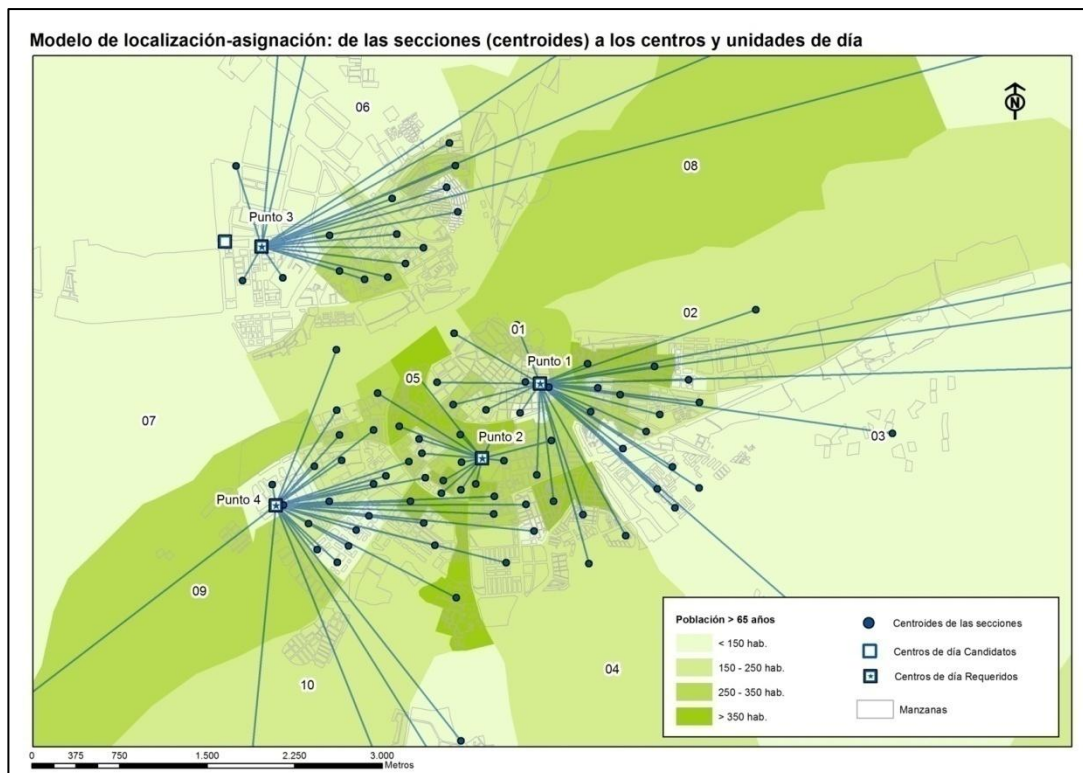 Modelo de localización-asignación: de las secciones (centroides) a los centros y unidades de día
06
N
08
Punto 3
01
02
Punto 1
05
07
03
Punto 2
Punto 4
09
04
10
Población > 65 años
< 150 hab.
150 - 250 hab.
250 - 350 hab.
> 350 hab.
Centroides de las secciones
Centros de día Candidatos
Centros de día Requeridos
Manzanas
0 375 750 1.500 2.250 3.000
Metros